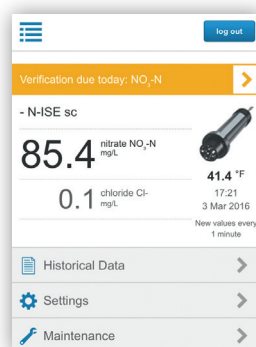 log out
Verification due today: NO₃-N
- N-ISE sc
85.4 nitrate NO₃-N
mg/L
41.4 °F
0.1 chloride Cl-
mg/L
17:21
3 Mar 2016
New values every
1 minute
Historical Data
Settings
Maintenance